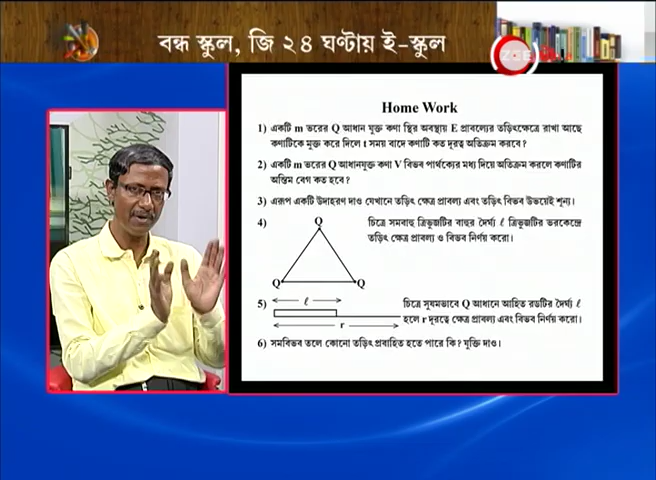 বন্ধ স্কুল, জি ২৪ ঘণ্টায় ই-স্কুল
Home Work
1) একটি m ভরের Q আধান যুক্ত কণা স্থির অবস্থায় E প্রাবল্যের তড়িৎক্ষেত্রে রাখা আছে
কণাটিকে মুক্ত করে দিলে t সময় বাদে কণাটি কত দূরত্ব অতিক্রম করবে?
2) একটি m ভরের Q আধানযুক্ত কণা V বিভব পার্থক্যের মধ্য দিয়ে অতিক্রম করলে কণাটির
অন্তিম বেগ কত হবে?
3) এরূপ একটি উদাহরণ দাও যেখানে তড়িৎ ক্ষেত্র প্রাবল্য এবং তড়িৎ বিভব উভয়েই শূন্য।
4) Q চিত্রে সমবাহু ত্রিভুজটির বাহুর দৈর্ঘ্য ℓ ত্রিভুজটির ভরকেন্দ্রে
তড়িৎ ক্ষেত্র প্রাবল্য ও বিভব নির্ণয় করো।
Q Q
5) ℓ চিত্রে সুষমভাবে Q আধানে আহিত রডটির দৈর্ঘ্য ℓ
হলে r দূরত্বে ক্ষেত্র প্রাবল্য এবং বিভব নির্ণয় করো।
r
6) সমবিভব তলে কোনো তড়িৎ প্রবাহিত হতে পারে কি? যুক্তি দাও।